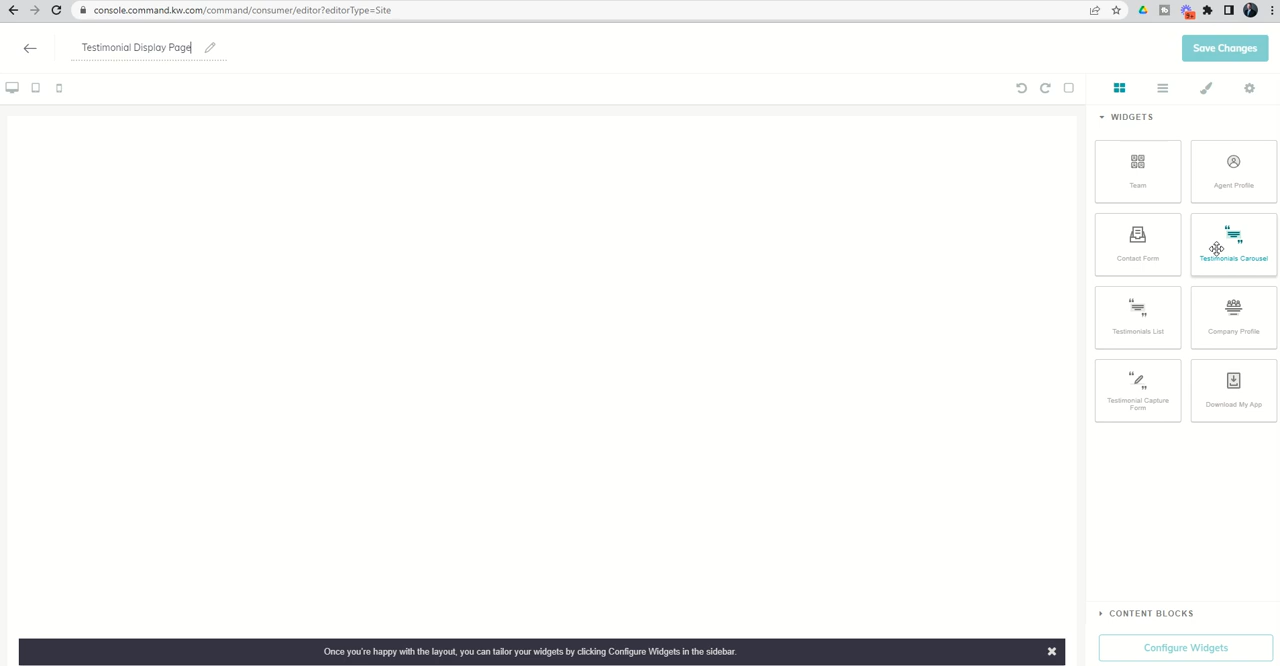 console.command.kw.com/command/consumer/editor?editorType=Site
9+
Testimonial Display Page
Save Changes
WIDGETS
Team
Agent Profile
Contact Form
Testimonials Carousel
Testimonials List
Company Profile
Testimonial Capture
Form
Download My App
CONTENT BLOCKS
Once you're happy with the layout, you can tailor your widgets by clicking Configure Widgets in the sidebar.
Configure Widgets